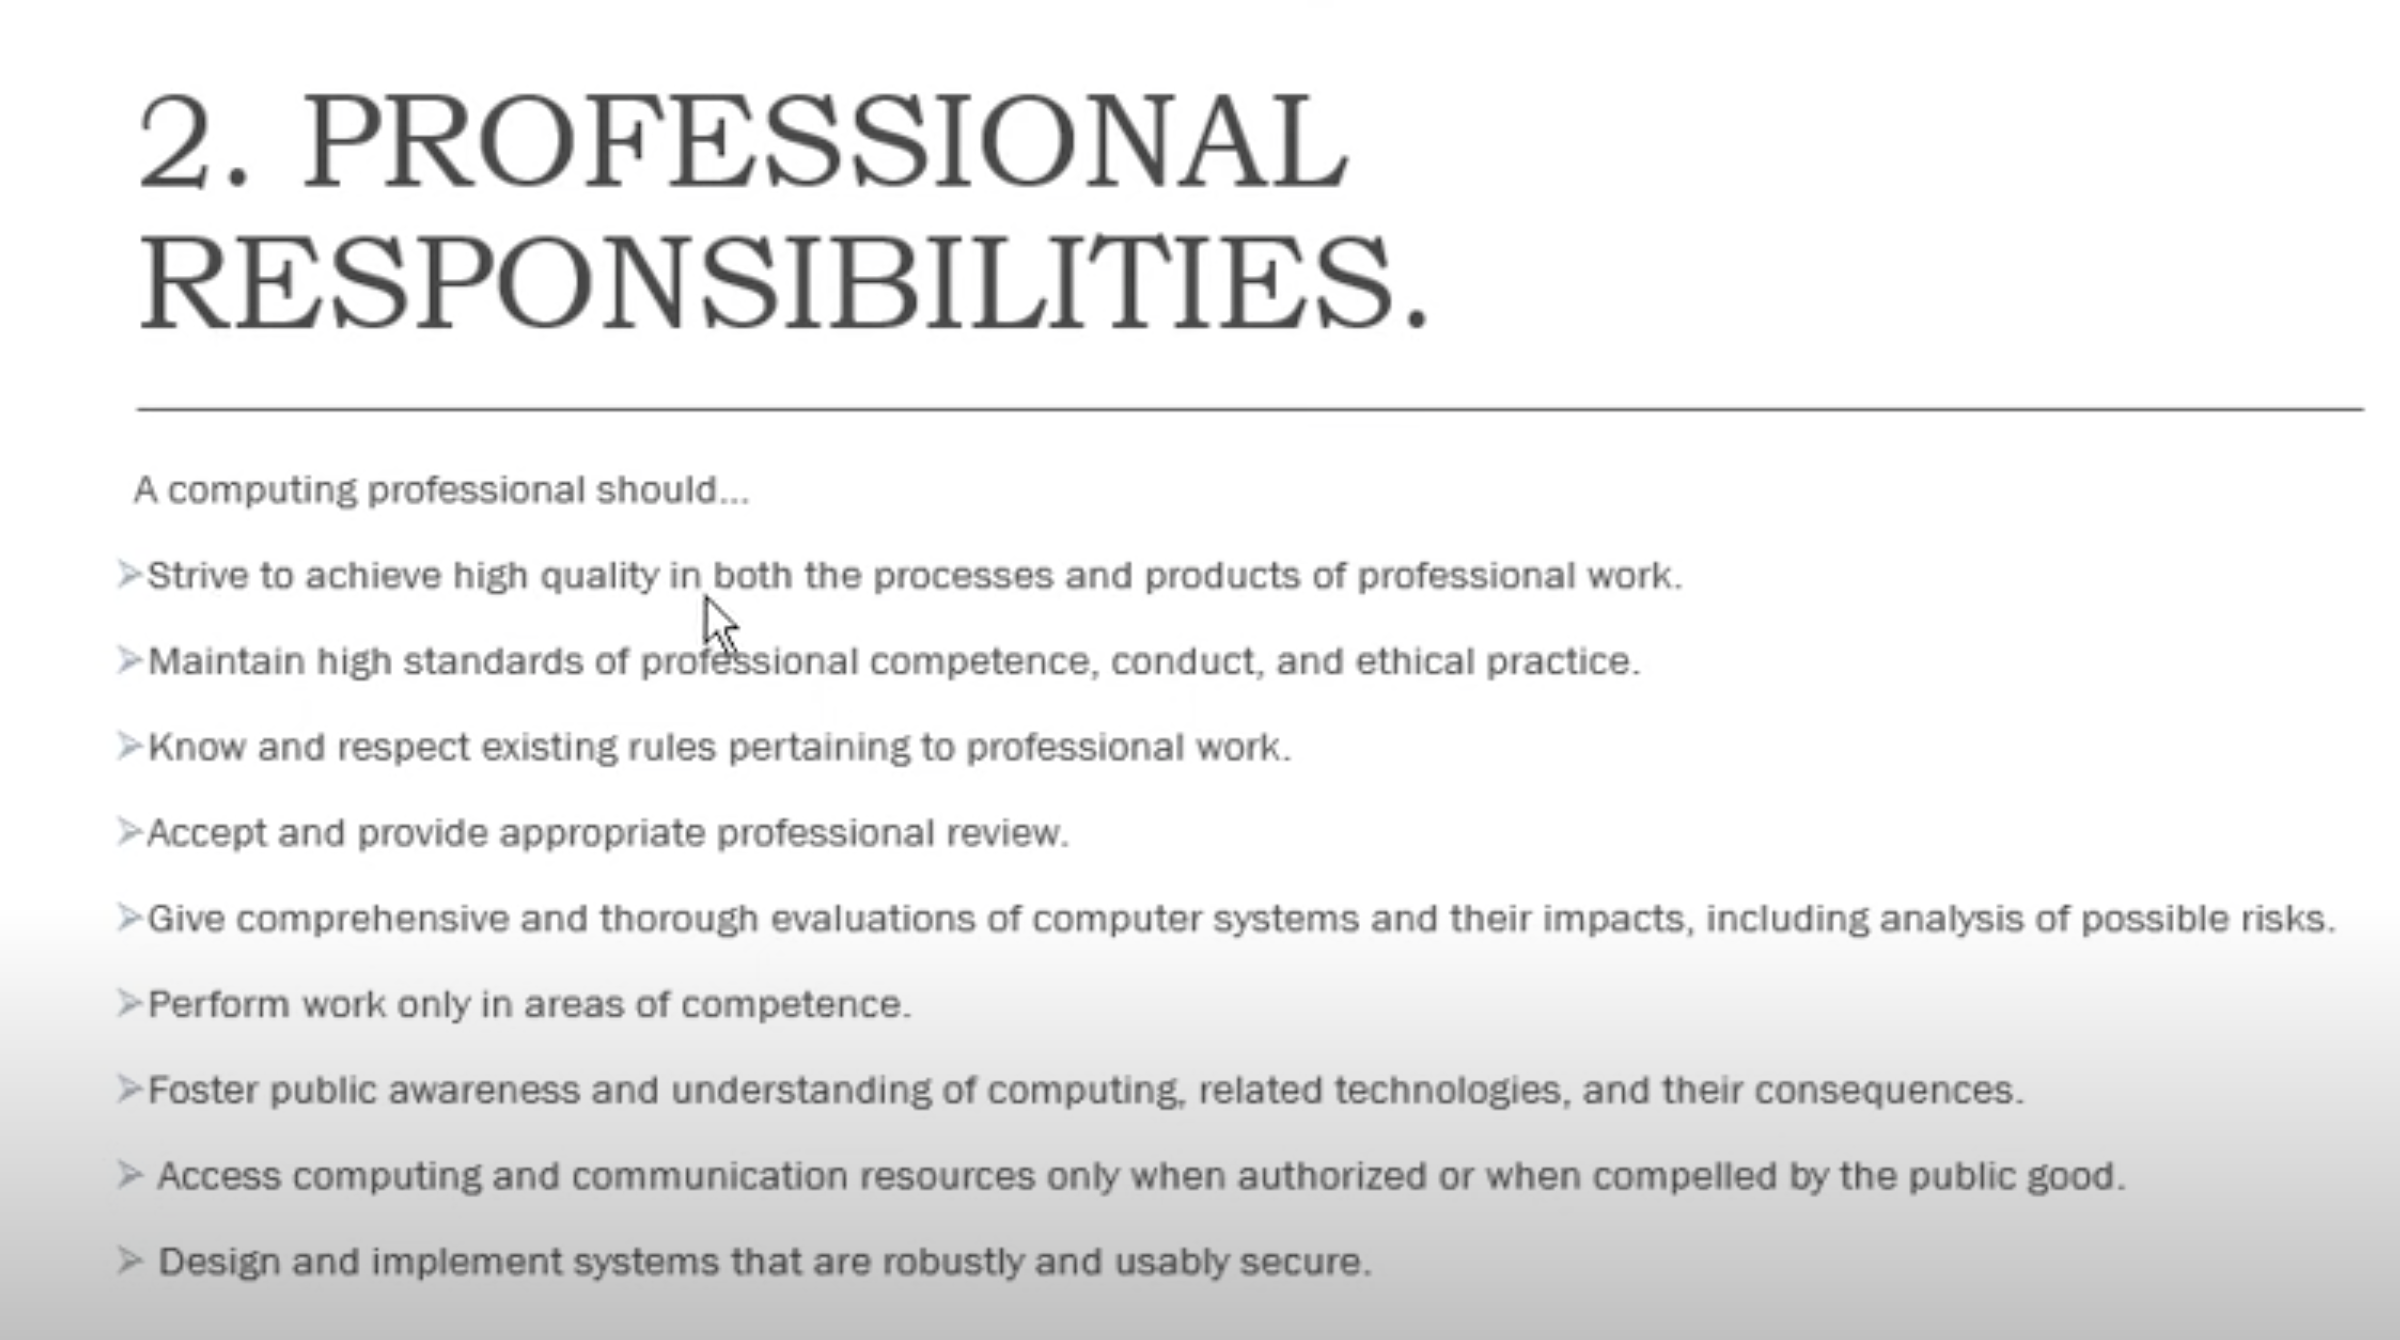 2. PROFESSIONAL
RESPONSIBILITIES.
A computing professional should...
➢Strive to achieve high quality in both the processes and products of professional work.
➢Maintain high standards of professional competence, conduct, and ethical practice.
➢Know and respect existing rules pertaining to professional work.
➢Accept and provide appropriate professional review.
➢Give comprehensive and thorough evaluations of computer systems and their impacts, including analysis of possible risks.
➢Perform work only in areas of competence.
➢Foster public awareness and understanding of computing, related technologies, and their consequences.
➢ Access computing and communication resources only when authorized or when compelled by the public good.
➢ Design and implement systems that are robustly and usably secure.